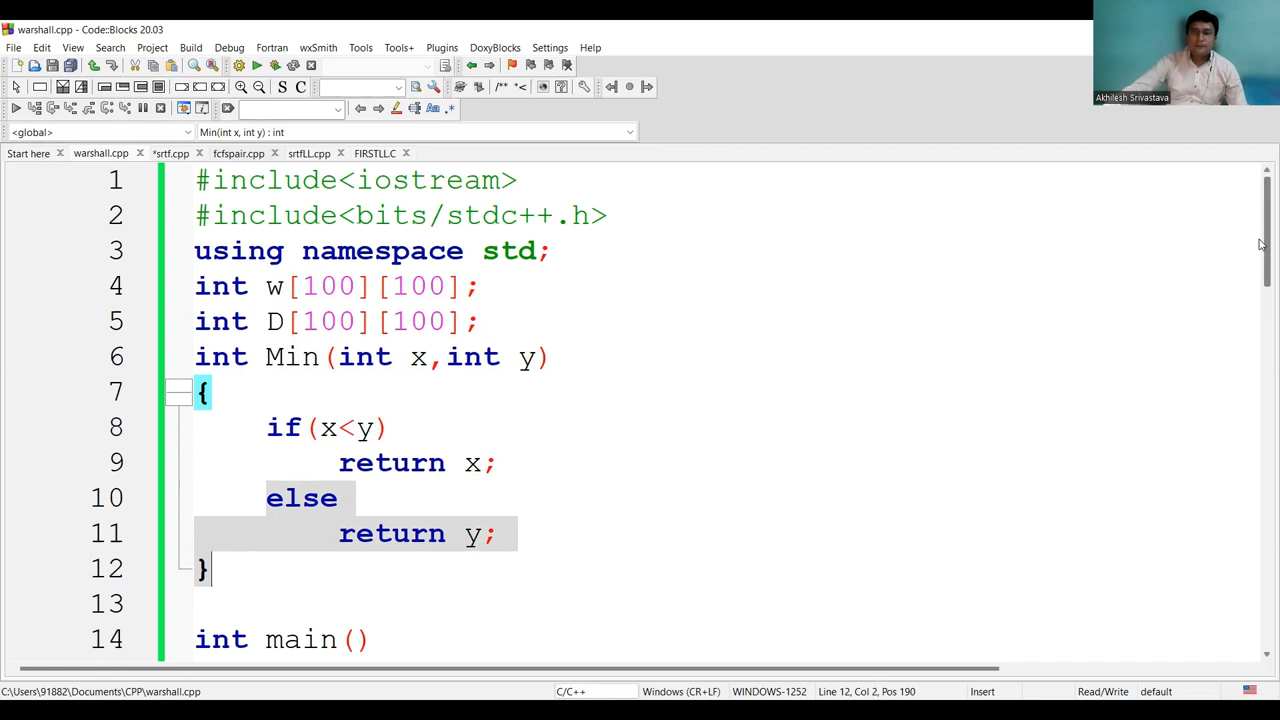 warshall.cpp - Code::Blocks 20.03
File Edit View Search Project Build Debug Fortran wxSmith Tools Tools+ Plugins DoxyBlocks Settings Help
Akhilesh Srivastava
S C /** *<
Aa .*
<global> Min(int x, int y) : int
Start here warshall.cpp *srtf.cpp fcfspair.cpp srtfLL.cpp FIRSTLL.C
1 #include<iostream>
2 #include<bits/stdc++.h>
3 using namespace std;
4 int w[100][100];
5 int D[100][100];
6 int Min(int x,int y)
7 {
8 if(x<y)
9 return x;
10 else
11 return y;
12 }
13
14 int main()
C:\Users\91882\Documents\CPP\warshall.cpp C/C++ Windows (CR+LF) WINDOWS-1252 Line 12, Col 2, Pos 190 Insert Read/Write default